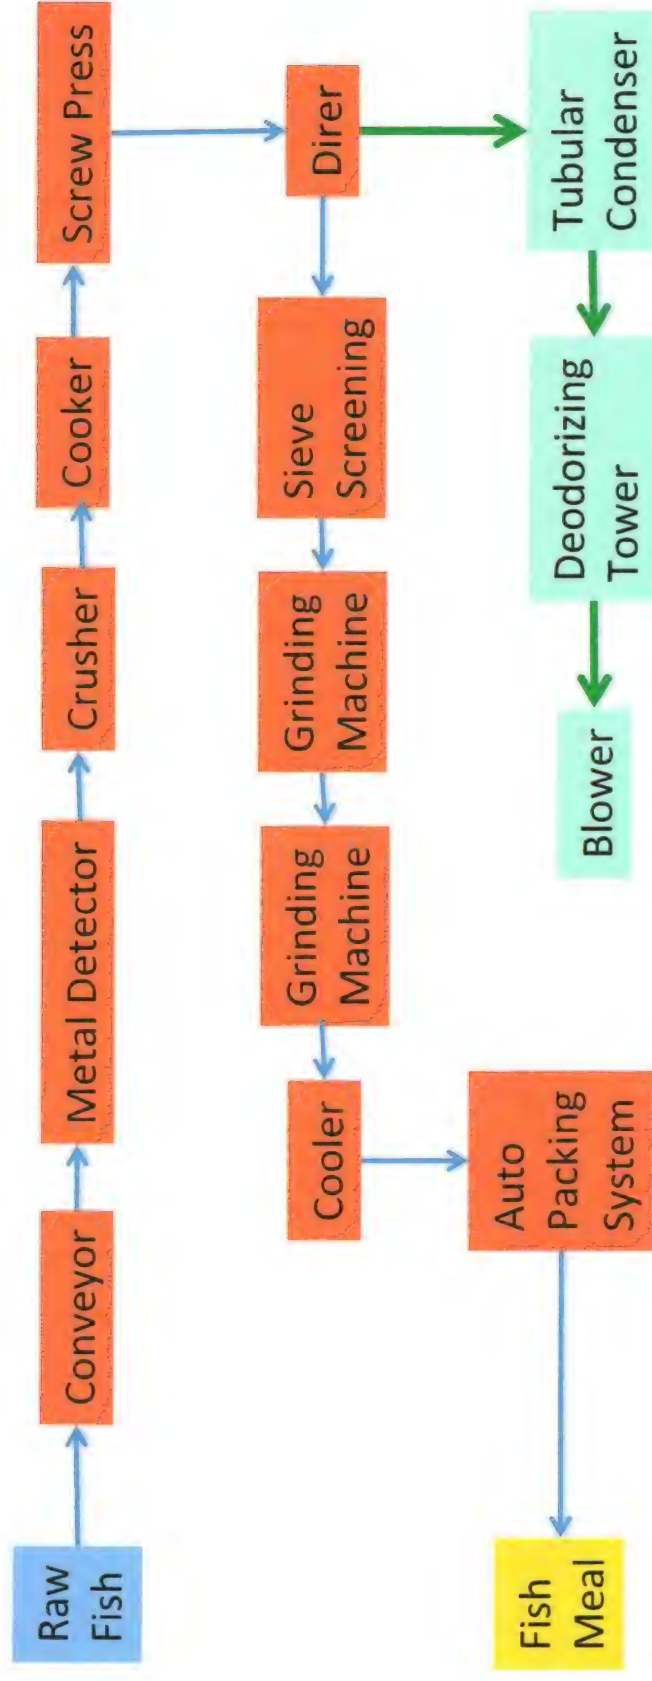 Raw
Fish
Conveyor
Metal Detector
Crusher
Cooker
Screw Press
Direr
Sieve
Screening
Grinding
Machine
Grinding
Machine
Cooler
Auto
Packing
System
Fish
Meal
Tubular
Condenser
Deodorizing
Tower
Blower